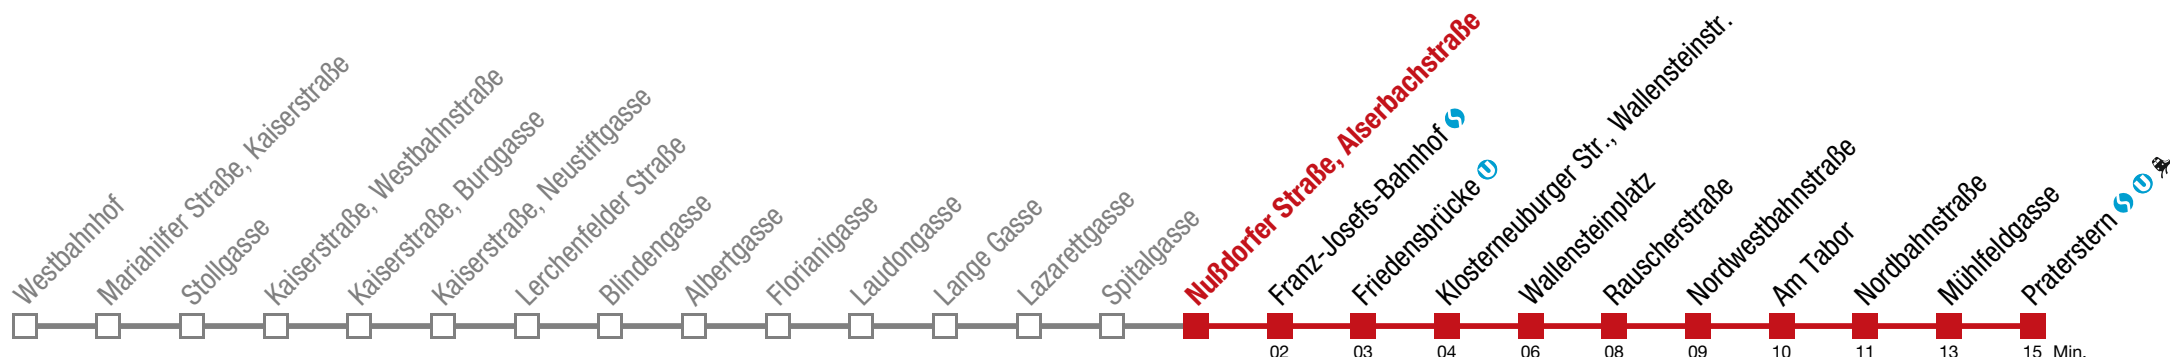 Westbahnhof
Mariahilfer Straße, Kaiserstraße
Stollgasse
Kaiserstraße, Westbahnstraße
Kaiserstraße, Burggasse
Kaiserstraße, Neustiftgasse
Lerchenfelder Straße
Blindengasse
Albertgasse
Florianigasse
Laudongasse
Lange Gasse
Lazarettgasse
Spitalgasse
Nußdorfer Straße, Alserbachstraße
Franz-Josefs-Bahnhof S
Friedensbrücke U
Klosterneuburger Str., Wallensteinstr.
Wallensteinplatz
Rauscherstraße
Nordwestbahnstraße
Am Tabor
Nordbahnstraße
Mühlfeldgasse
Praterstern S U
02 03 04 06 08 09 10 11 13 15 Min.